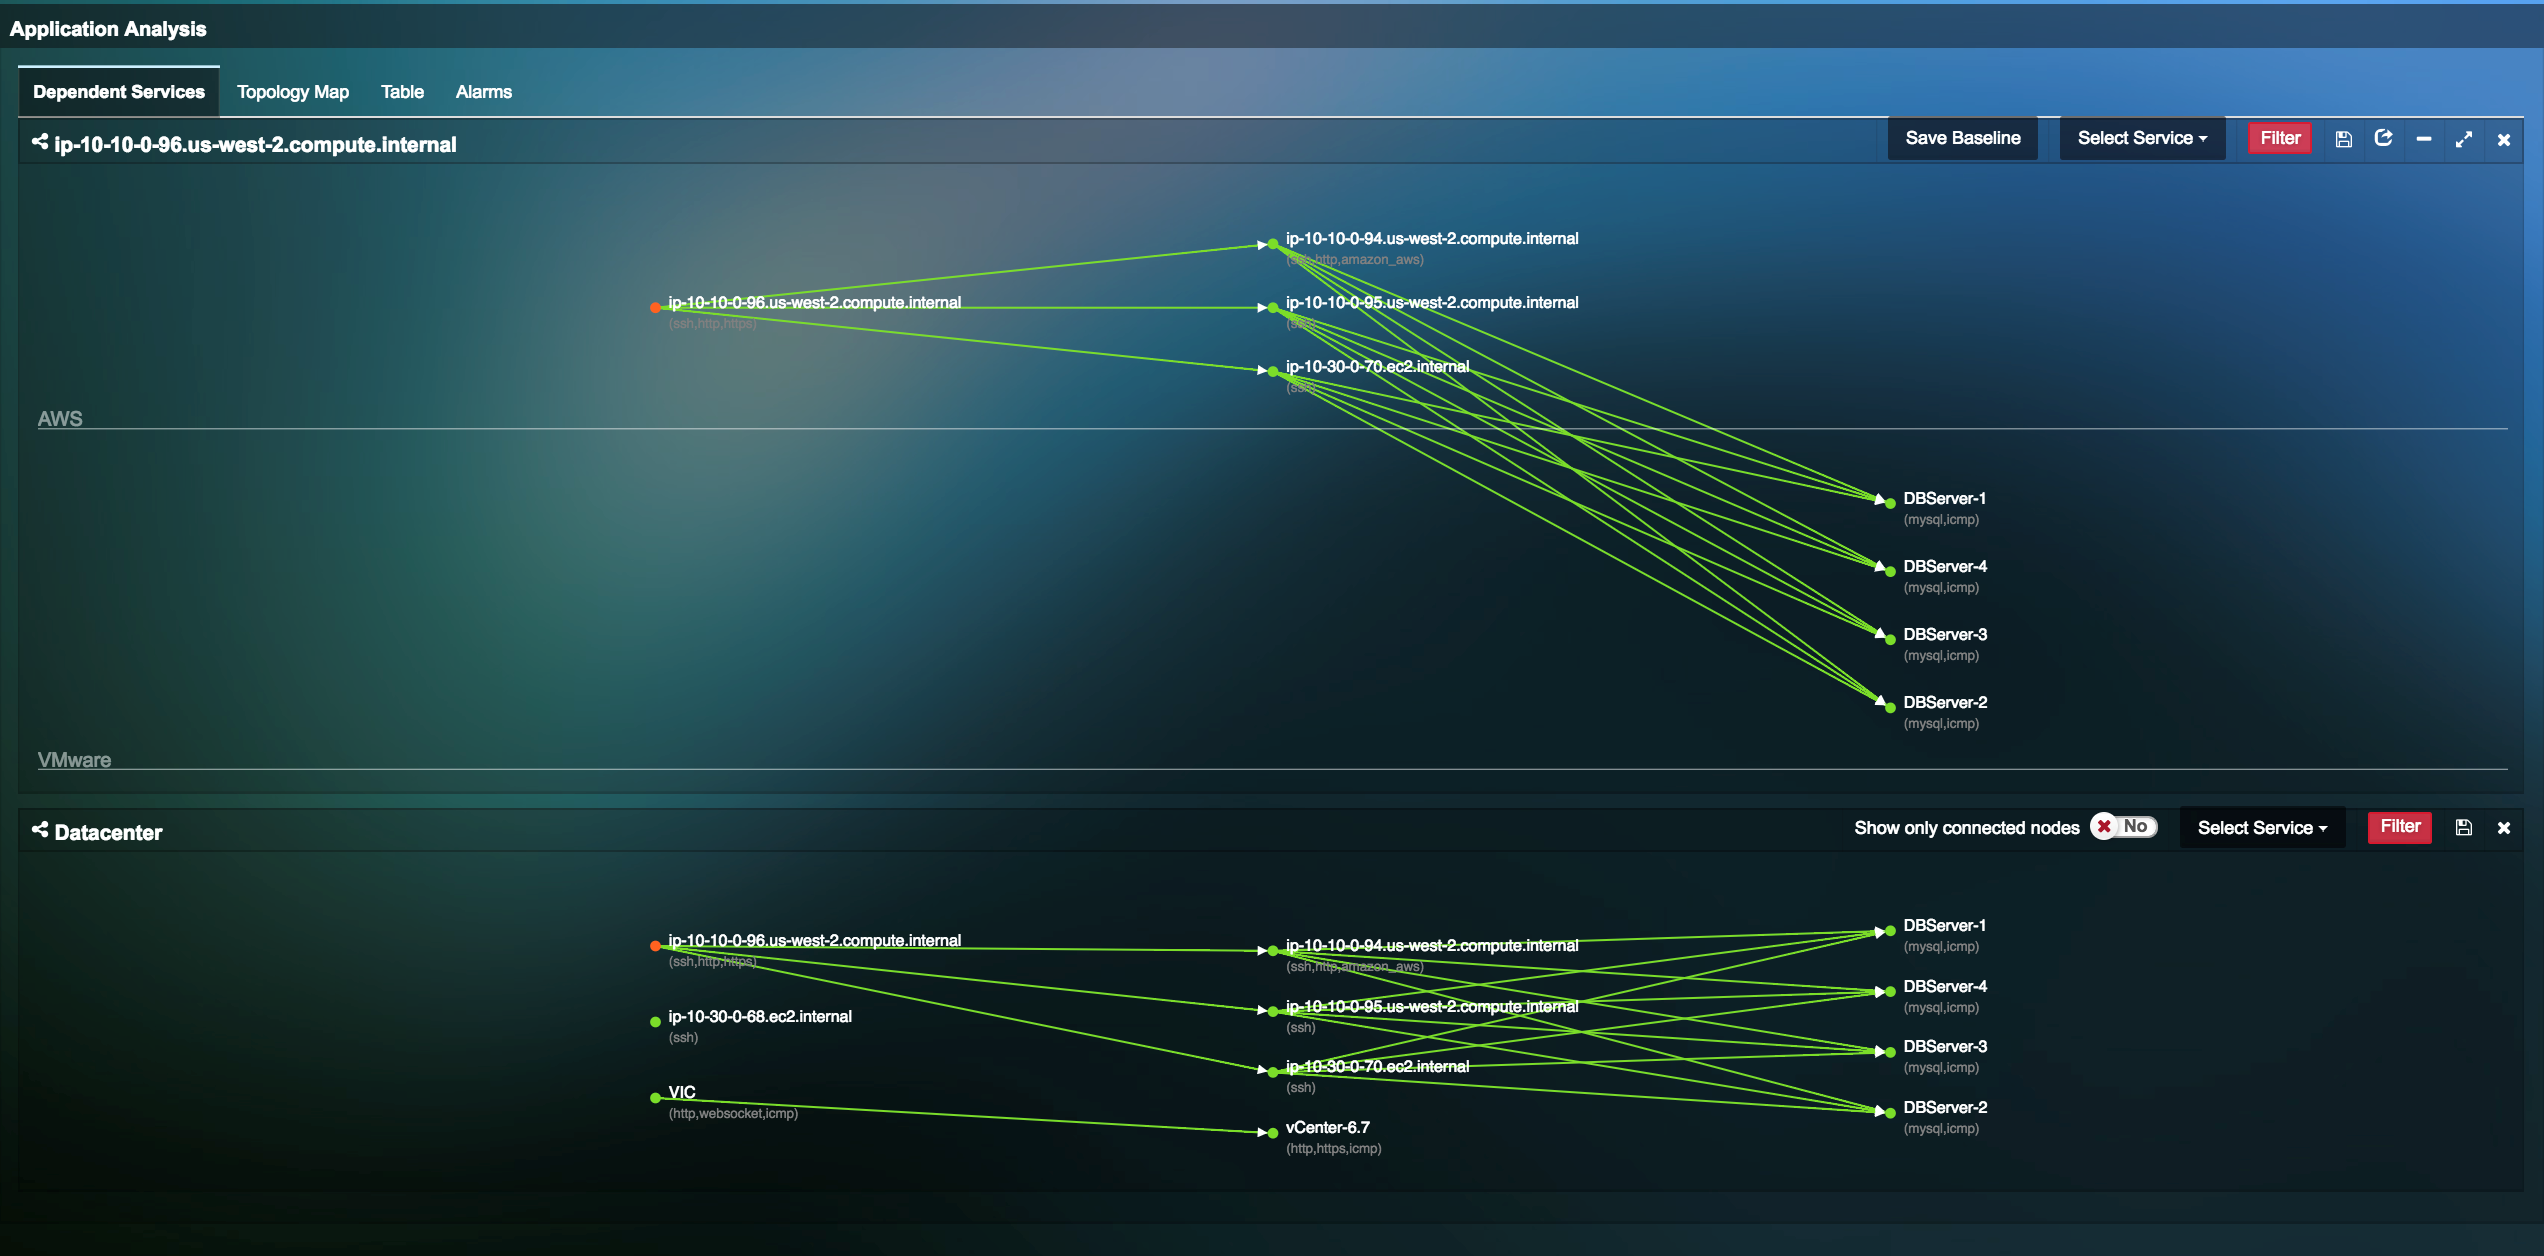 Application Analysis
Dependent Services Topology Map Table Alarms
ip-10-10-0-96.us-west-2.compute.internal Save Baseline Select Service Filter
ip-10-10-0-94.us-west-2.compute.internal
(ssh,http,amazon_aws)
ip-10-10-0-96.us-west-2.compute.internal
(ssh,http,https)
ip-10-10-0-95.us-west-2.compute.internal
(ssh)
ip-10-30-0-70.ec2.internal
(ssh)
AWS
DBServer-1
(mysql,icmp)
DBServer-4
(mysql,icmp)
DBServer-3
(mysql,icmp)
DBServer-2
(mysql,icmp)
VMware
Datacenter Show only connected nodes No Select Service Filter
ip-10-10-0-96.us-west-2.compute.internal
(ssh,http,https)
ip-10-30-0-68.ec2.internal
(ssh)
VIC
(http,websocket,icmp)
ip-10-10-0-94.us-west-2.compute.internal
(ssh,http,amazon_aws)
ip-10-10-0-95.us-west-2.compute.internal
(ssh)
ip-10-30-0-70.ec2.internal
(ssh)
vCenter-6.7
(http,https,icmp)
DBServer-1
(mysql,icmp)
DBServer-4
(mysql,icmp)
DBServer-3
(mysql,icmp)
DBServer-2
(mysql,icmp)